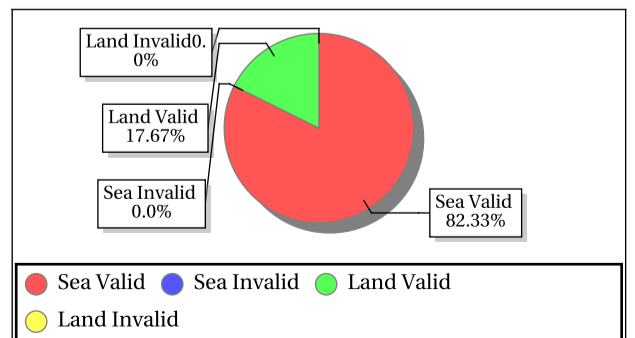 Land Invalid0.
0%
Land Valid
17.67%
Sea Invalid
0.0%
Sea Valid
82.33%
Sea Valid Sea Invalid Land Valid
Land Invalid